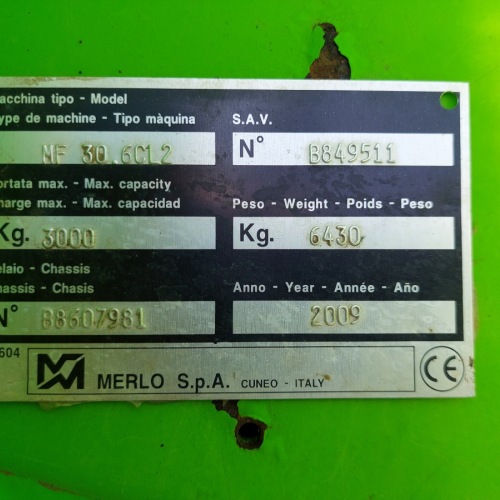 acchina tipo - Model
ype de machine - Tipo màquina S.A.V.
MF 30.6CL2 N° B849511
ortata max. - Max. capacity
harge max. - Max. capacidad Peso - Weight - Poids - Peso
Kg. 3000 Kg. 6430
elaio - Chassis
hassis - Chasis Anno - Year - Année - Año
N° B8607981 2009
604
MERLO S.p.A. CUNEO - ITALY CE